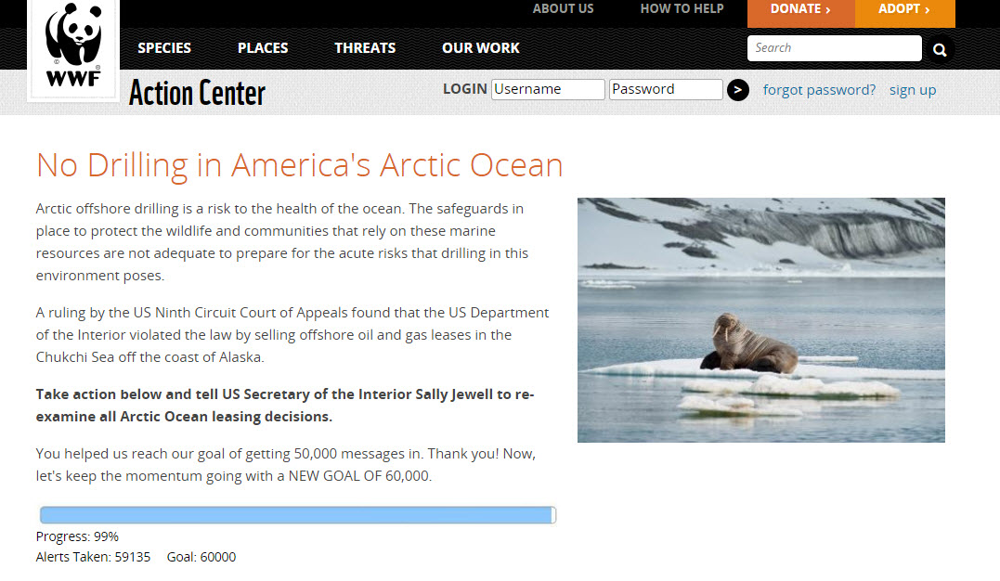 ABOUT US HOW TO HELP DONATE › ADOPT ›
WWF
SPECIES PLACES THREATS OUR WORK Search
Action Center LOGIN Username Password > forgot password? sign up
No Drilling in America's Arctic Ocean
Arctic offshore drilling is a risk to the health of the ocean. The safeguards in
place to protect the wildlife and communities that rely on these marine
resources are not adequate to prepare for the acute risks that drilling in this
environment poses.
A ruling by the US Ninth Circuit Court of Appeals found that the US Department
of the Interior violated the law by selling offshore oil and gas leases in the
Chukchi Sea off the coast of Alaska.
Take action below and tell US Secretary of the Interior Sally Jewell to re-
examine all Arctic Ocean leasing decisions.
You helped us reach our goal of getting 50,000 messages in. Thank you! Now,
let's keep the momentum going with a NEW GOAL OF 60,000.
Progress: 99%
Alerts Taken: 59135 Goal: 60000